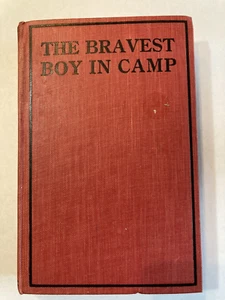 THE BRAVEST
BOY IN CAMP